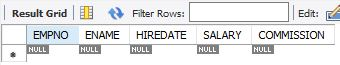 Result Grid Filter Rows: Edit:
EMPNO ENAME HIREDATE SALARY COMMISSION
* NULL NULL NULL NULL NULL